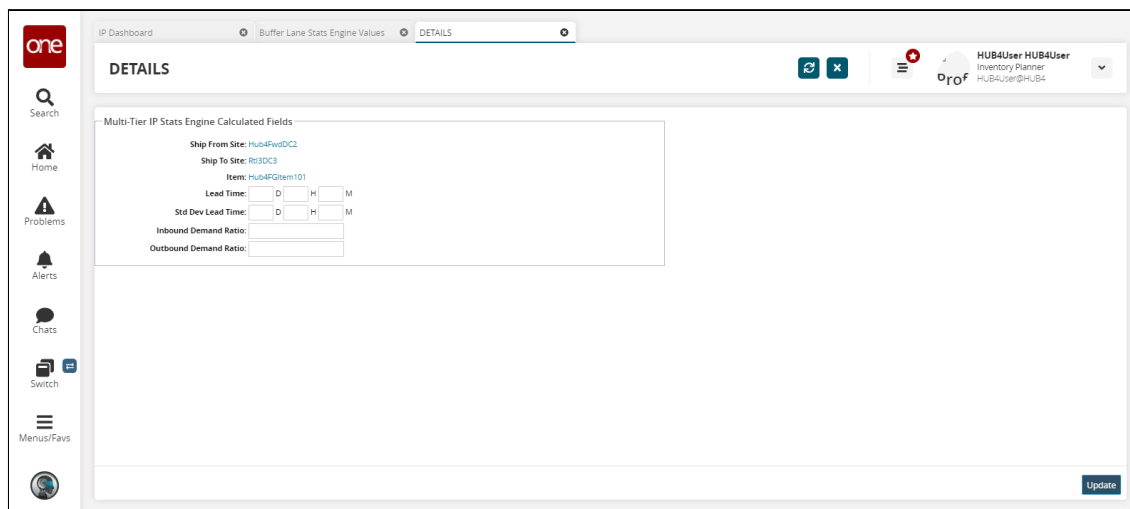 one
IP Dashboard
Buffer Lane Stats Engine Values
DETAILS
DETAILS
HUB4User HUB4User
Inventory Planner
HUB4User@HUB4
Prof
Search
Home
Problems
Alerts
Chats
Switch
Menus/Favs
Multi-Tier IP Stats Engine Calculated Fields
Ship From Site: Hub4FwdDC2
Ship To Site: Rtl3DC3
Item: Hub4FGItem101
Lead Time: D H M
Std Dev Lead Time: D H M
Inbound Demand Ratio:
Outbound Demand Ratio:
Update